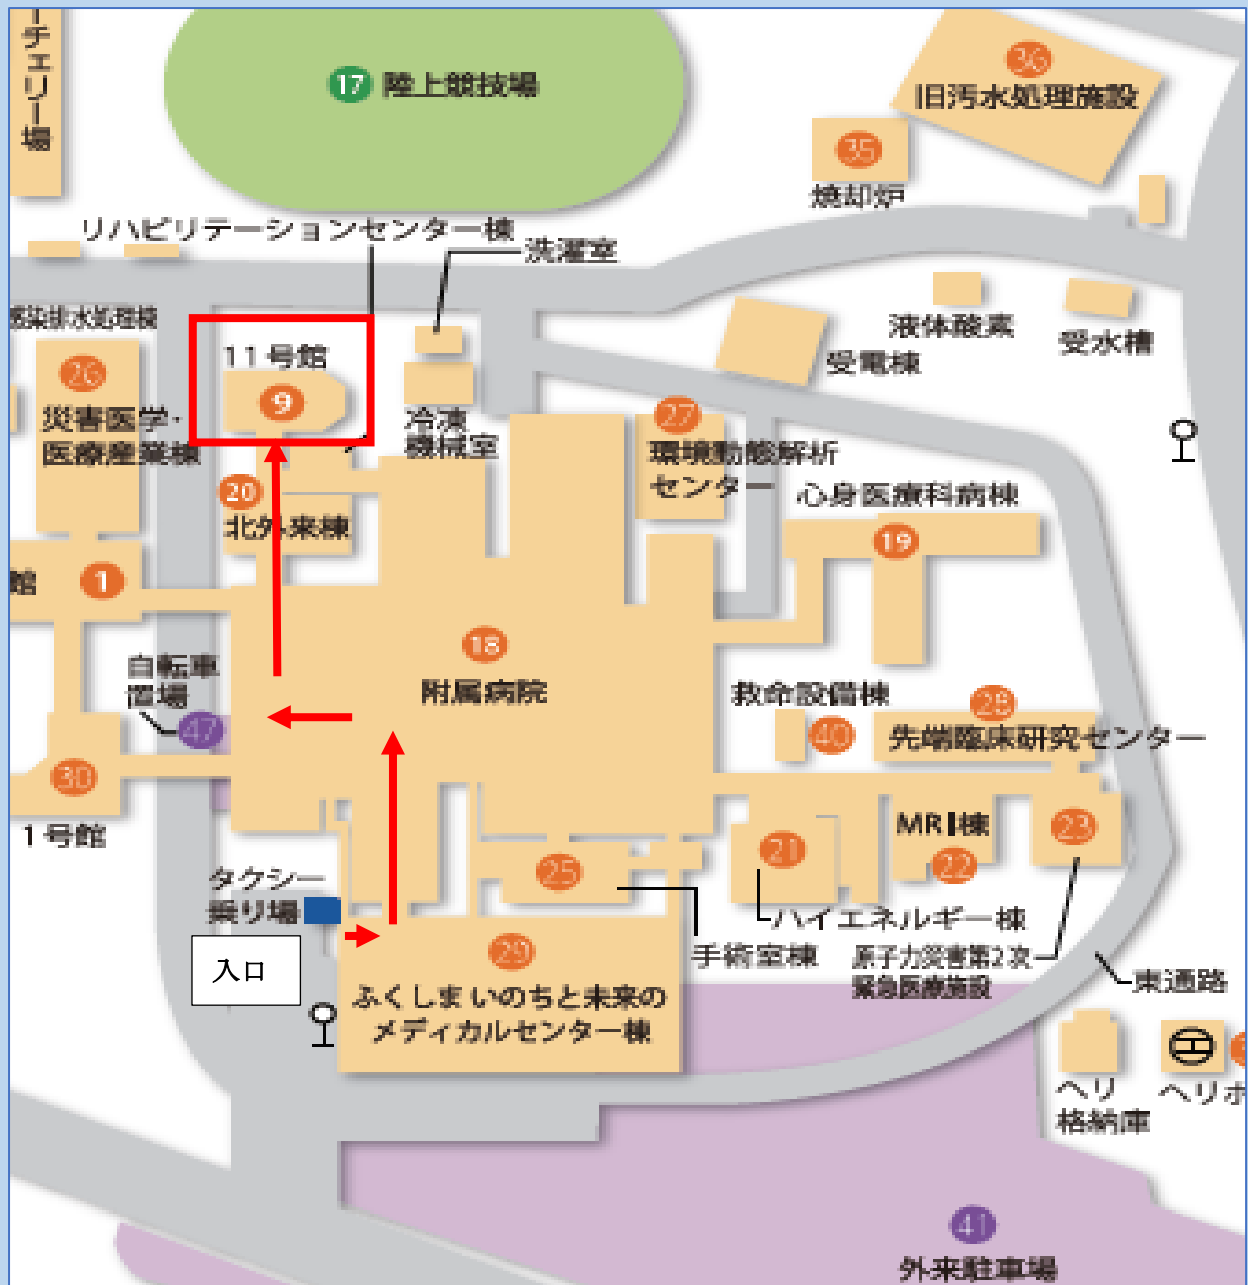 ーチェリー場
17 陸上競技場
36
旧汚水処理施設
35
焼却炉
リハビリテーションセンター棟
洗濯室
感染排水処理棟
液体酸素
受水槽
受電棟
11号館
9
26
災害医学・
医療産業棟
冷凍
機械室
27
環境動態解析
センター
心身医療科病棟
19
20
北外来棟
館
1
18
附属病院
自転車
置場
47
救命設備棟
40
28
先端臨床研究センター
30
1号館
MRI棟
22
23
21
25
タクシー
乗り場
ハイエネルギー棟
手術室棟
原子力災害第2次
緊急医療施設
入口
29
ふくしま いのちと未来の
メディカルセンター棟
東通路
H
ヘリ
格納庫
ヘリポ
41
外来駐車場